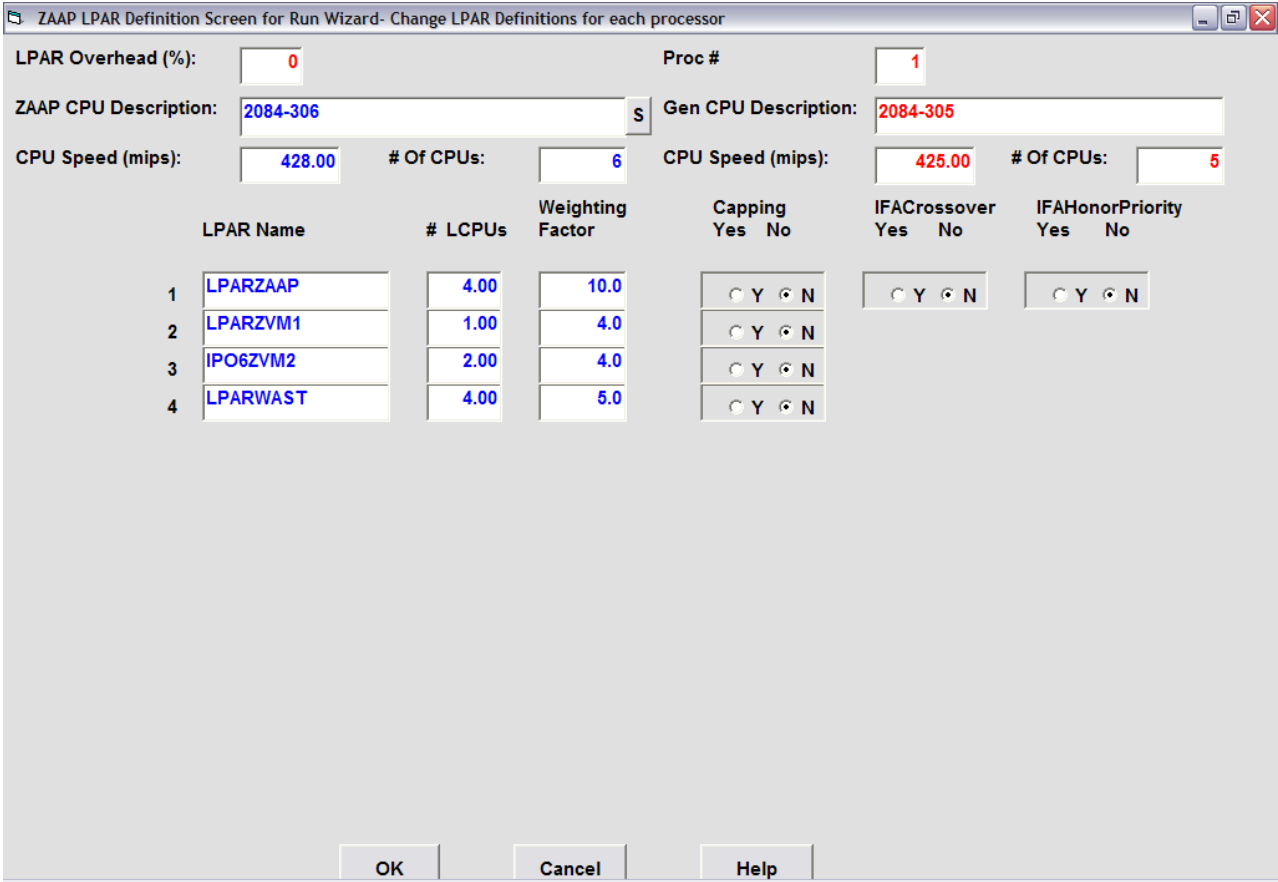 ZAAP LPAR Definition Screen for Run Wizard- Change LPAR Definitions for each processor
LPAR Overhead (%): 0 Proc # 1
ZAAP CPU Description: 2084-306 S Gen CPU Description: 2084-305
CPU Speed (mips): 428.00 # Of CPUs: 6 CPU Speed (mips): 425.00 # Of CPUs: 5
Weighting Capping IFACrossover IFAHonorPriority
LPAR Name # LCPUs Factor Yes No Yes No Yes No
1 LPARZAAP 4.00 10.0 Y N Y N Y N
2 LPARZVM1 1.00 4.0 Y N
3 IPO6ZVM2 2.00 4.0 Y N
4 LPARWAST 4.00 5.0 Y N
OK Cancel Help